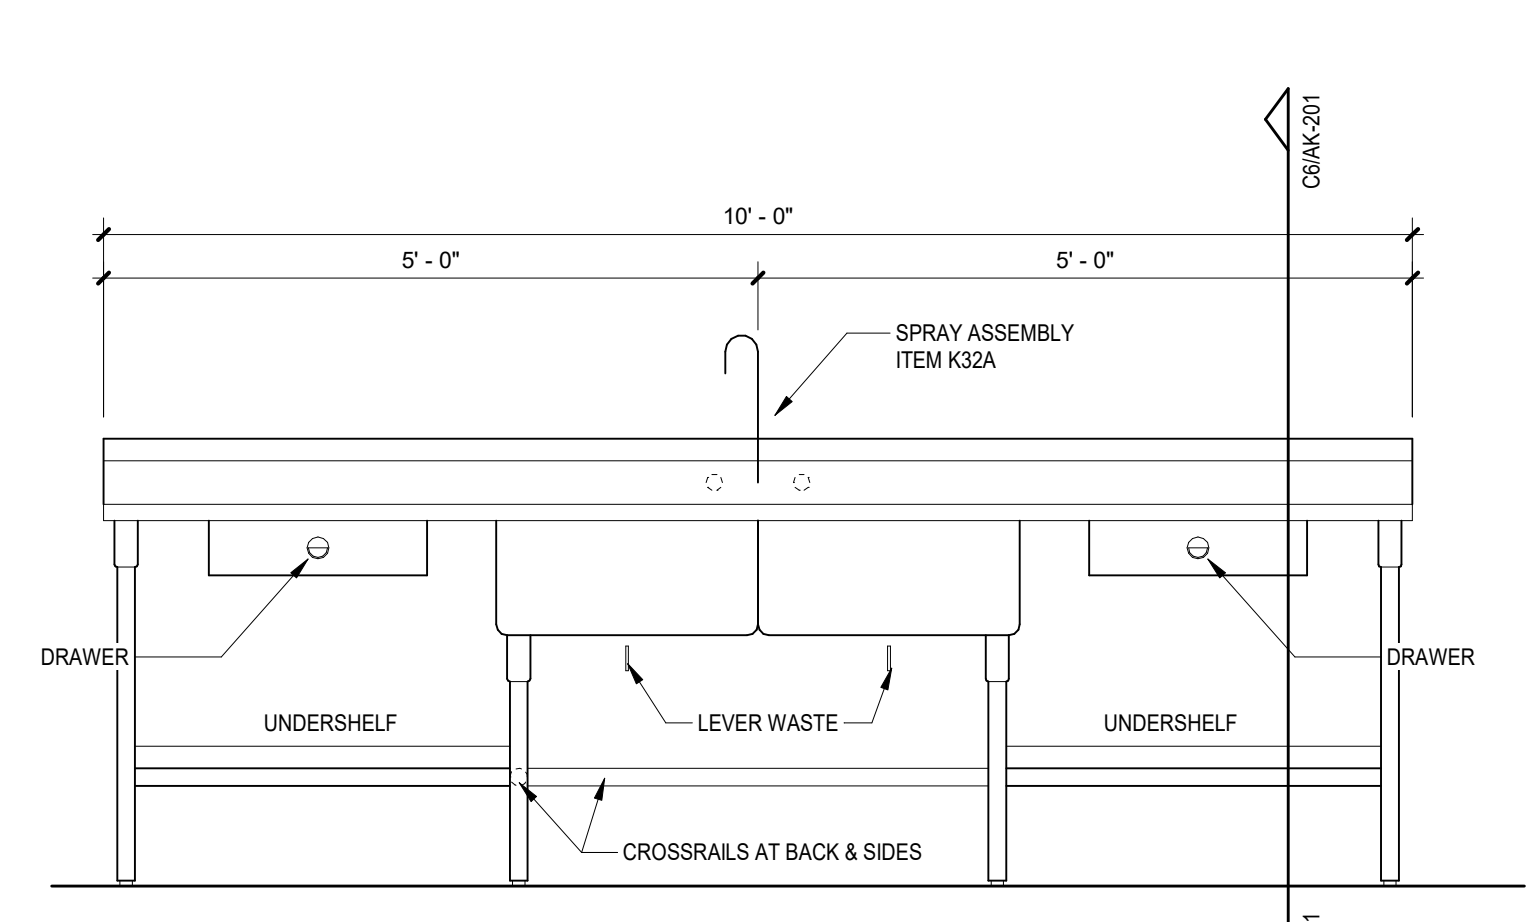 C6/AK-201
10' - 0"
5' - 0"
5' - 0"
SPRAY ASSEMBLY
ITEM K32A
DRAWER
DRAWER
UNDERSHELF
LEVER WASTE
UNDERSHELF
CROSSRAILS AT BACK & SIDES